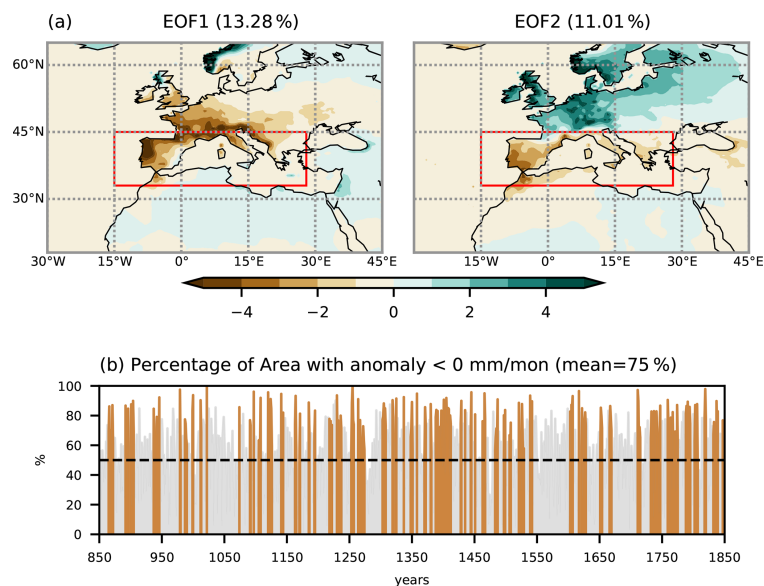 (a) EOF1 (13.28 %) EOF2 (11.01 %)
60°N
45°N
30°N
30°W 15°W 0° 15°E 30°E 45°E 15°W 0° 15°E 30°E 45°E
−4 −2 0 2 4
(b) Percentage of Area with anomaly < 0 mm/mon (mean=75 %)
100
80
60
40
20
0
%
850 950 1050 1150 1250 1350 1450 1550 1650 1750 1850
years